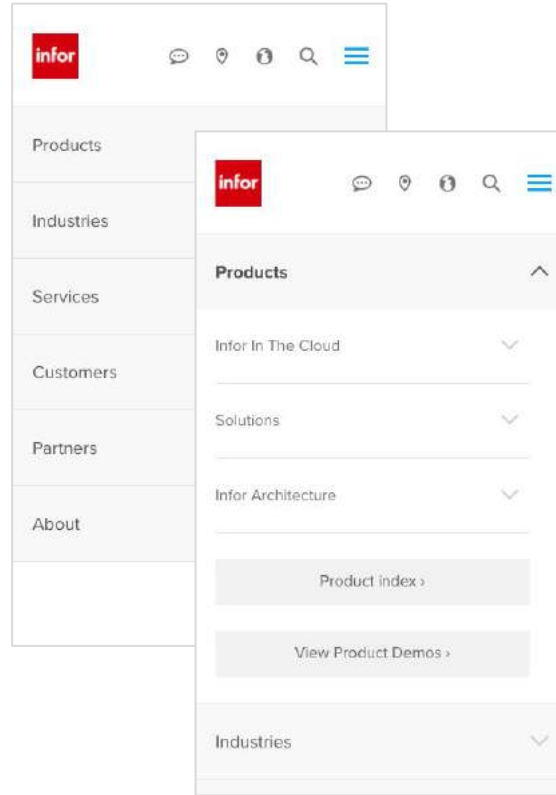 infor
Products
Industries
Services
Customers
Partners
About
infor
Products
Infor In The Cloud
Solutions
Infor Architecture
Product index ›
View Product Demos ›
Industries